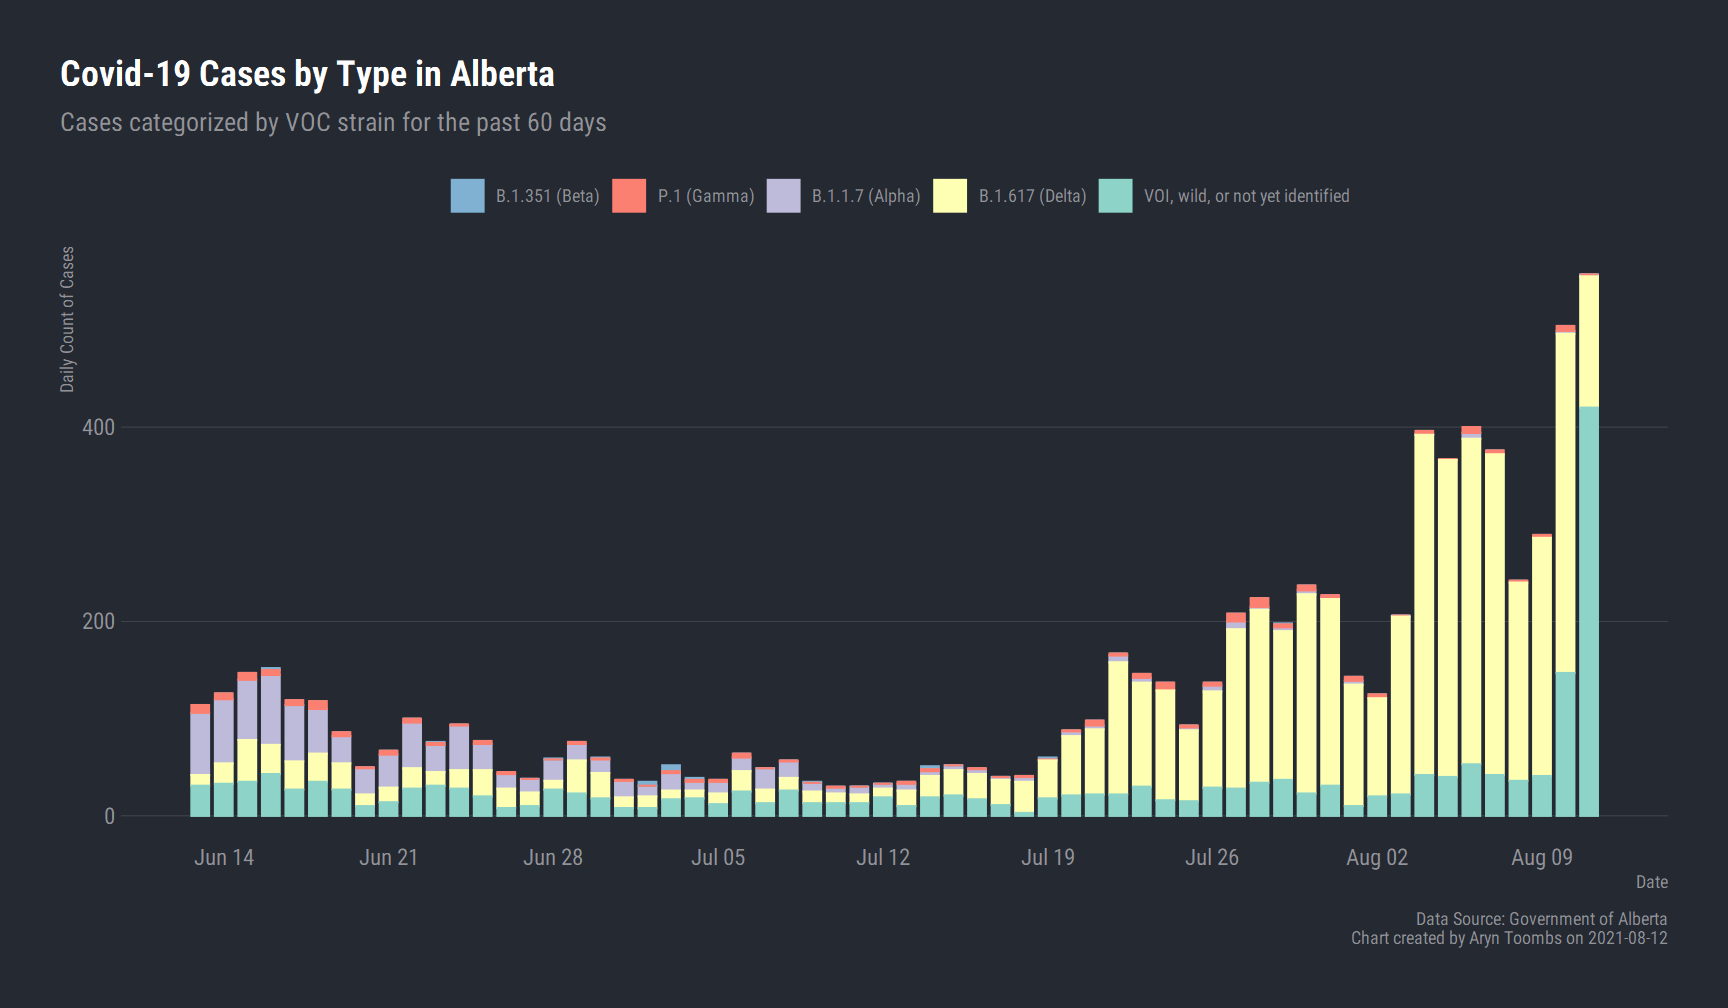 Covid-19 Cases by Type in Alberta
Cases categorized by VOC strain for the past 60 days
B.1.351 (Beta) P.1 (Gamma) B.1.1.7 (Alpha) B.1.617 (Delta) VOI, wild, or not yet identified
Daily Count of Cases
400
200
0
Jun 14 Jun 21 Jun 28 Jul 05 Jul 12 Jul 19 Jul 26 Aug 02 Aug 09
Date
Data Source: Government of Alberta
Chart created by Aryn Toombs on 2021-08-12